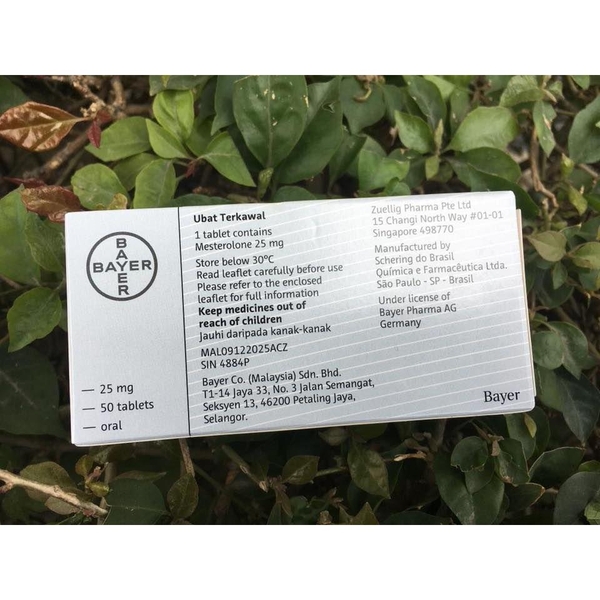 BAYER
BAYER
25 mg
50 tablets
oral
Ubat Terkawal
1 tablet contains
Mesterolone 25 mg
Store below 30°C
Read leaflet carefully before use
Please refer to the enclosed
leaflet for full information
Keep medicines out of
reach of children
Jauhi daripada kanak-kanak
MAL09122025ACZ
SIN 4884P
Bayer Co. (Malaysia) Sdn. Bhd.
T1-14 Jaya 33, No. 3 Jalan Semangat,
Seksyen 13, 46200 Petaling Jaya,
Selangor.
Zuellig Pharma Pte Ltd
15 Changi North Way #01-01
Singapore 498770
Manufactured by
Schering do Brasil
Química e Farmacêutica Ltda.
São Paulo - SP - Brasil
Under license of
Bayer Pharma AG
Germany
Bayer